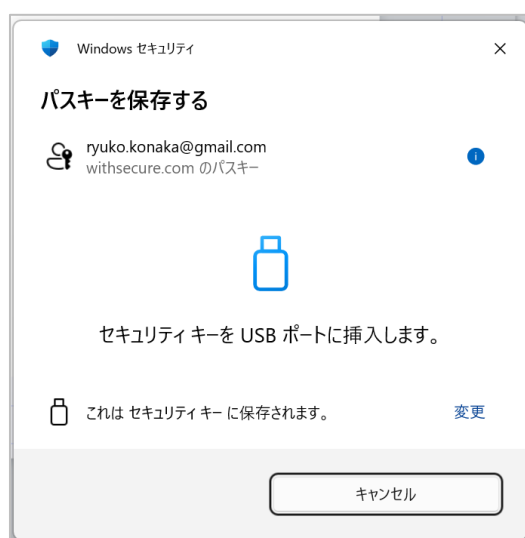 Windows セキュリティ
パスキーを保存する
ryuko.konaka@gmail.com
withsecure.com のパスキー
セキュリティ キーを USB ポートに挿入します。
これは セキュリティ キー に保存されます。
変更
キャンセル